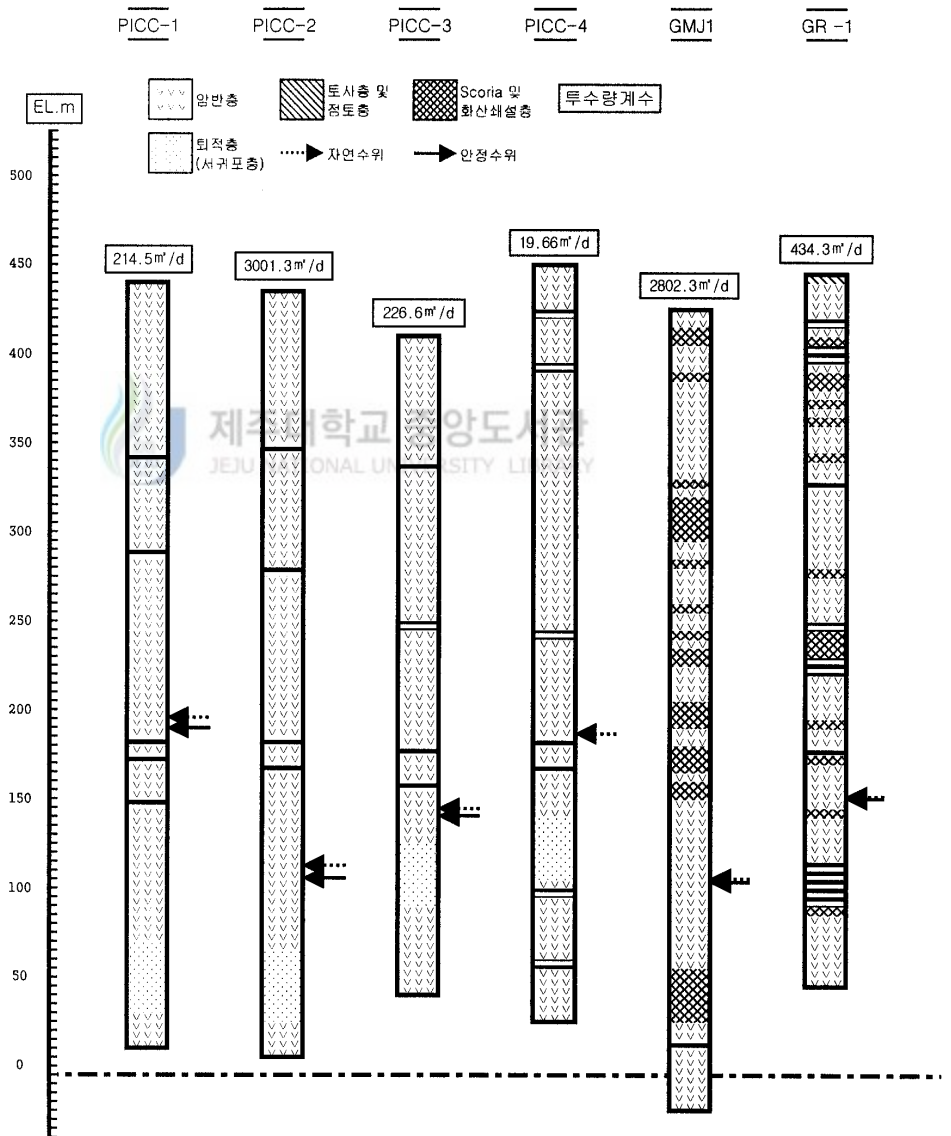 PICC-1 PICC-2 PICC-3 PICC-4 GMJ1 GR -1
EL.m
암반층
토사층 및
점토층
Scoria 및
화산쇄설층
투수량계수
퇴적층
(서귀포층)
자연수위
안정수위
500
450
400
350
300
250
200
150
100
50
0
214.5㎡/d
3001.3㎡/d
226.6㎡/d
19.66㎡/d
2802.3㎡/d
434.3㎡/d
제주대학교 중앙도서관
JEJU NATIONAL UNIVERSITY LIBRARY